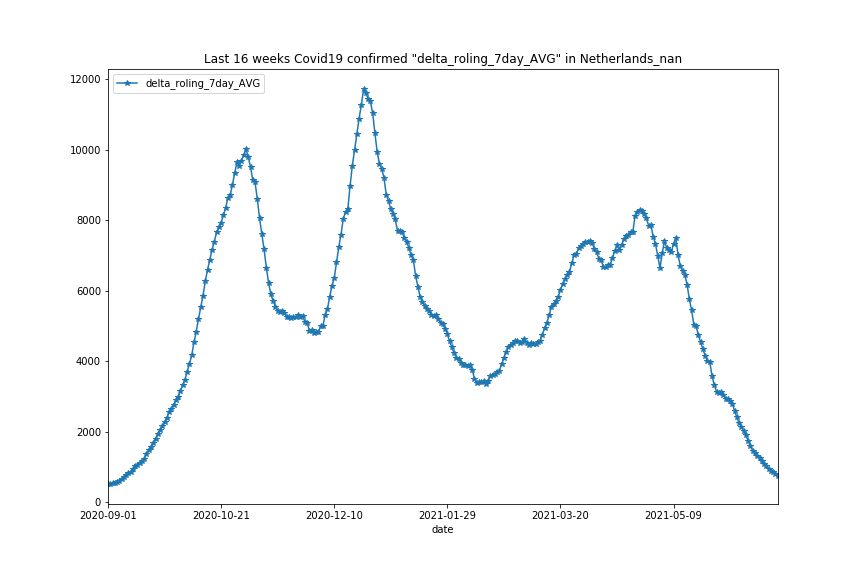 Last 16 weeks Covid19 confirmed "delta_roling_7day_AVG" in Netherlands_nan
delta_roling_7day_AVG
12000
10000
8000
6000
4000
2000
0
2020-09-01 2020-10-21 2020-12-10 2021-01-29 2021-03-20 2021-05-09
date